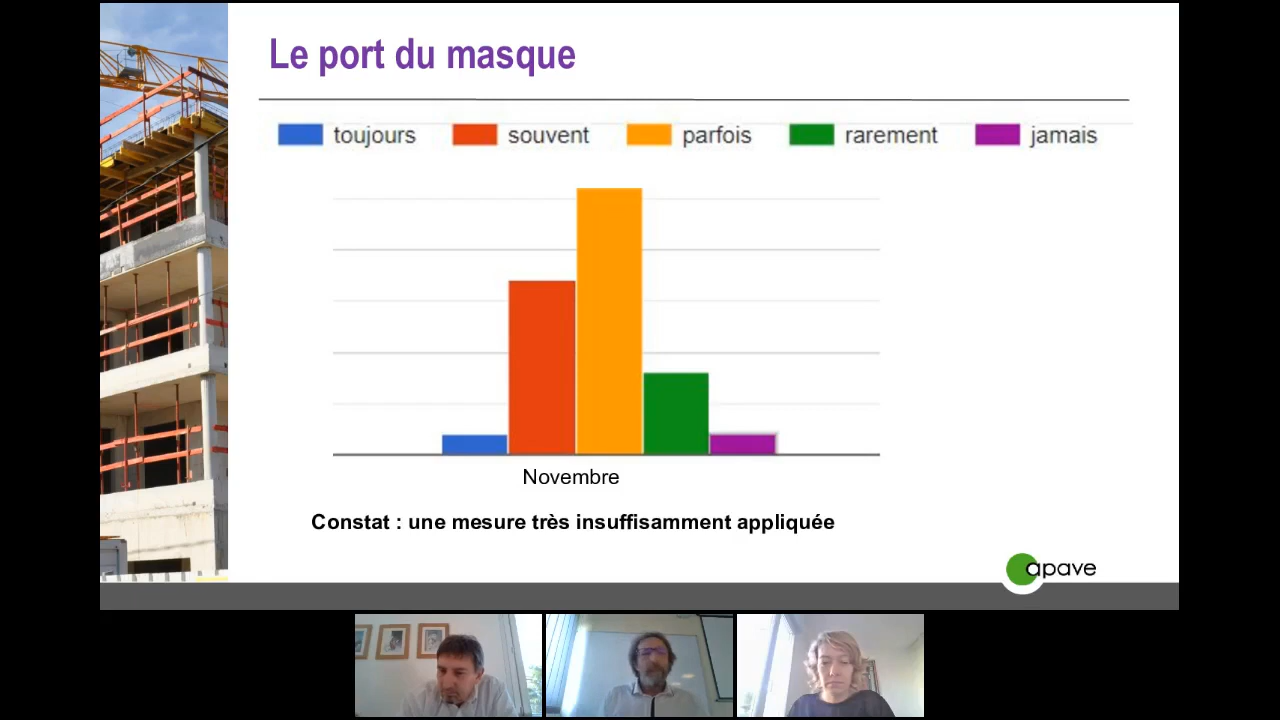 Le port du masque
toujours souvent parfois rarement jamais
Novembre
Constat : une mesure très insuffisamment appliquée
apave